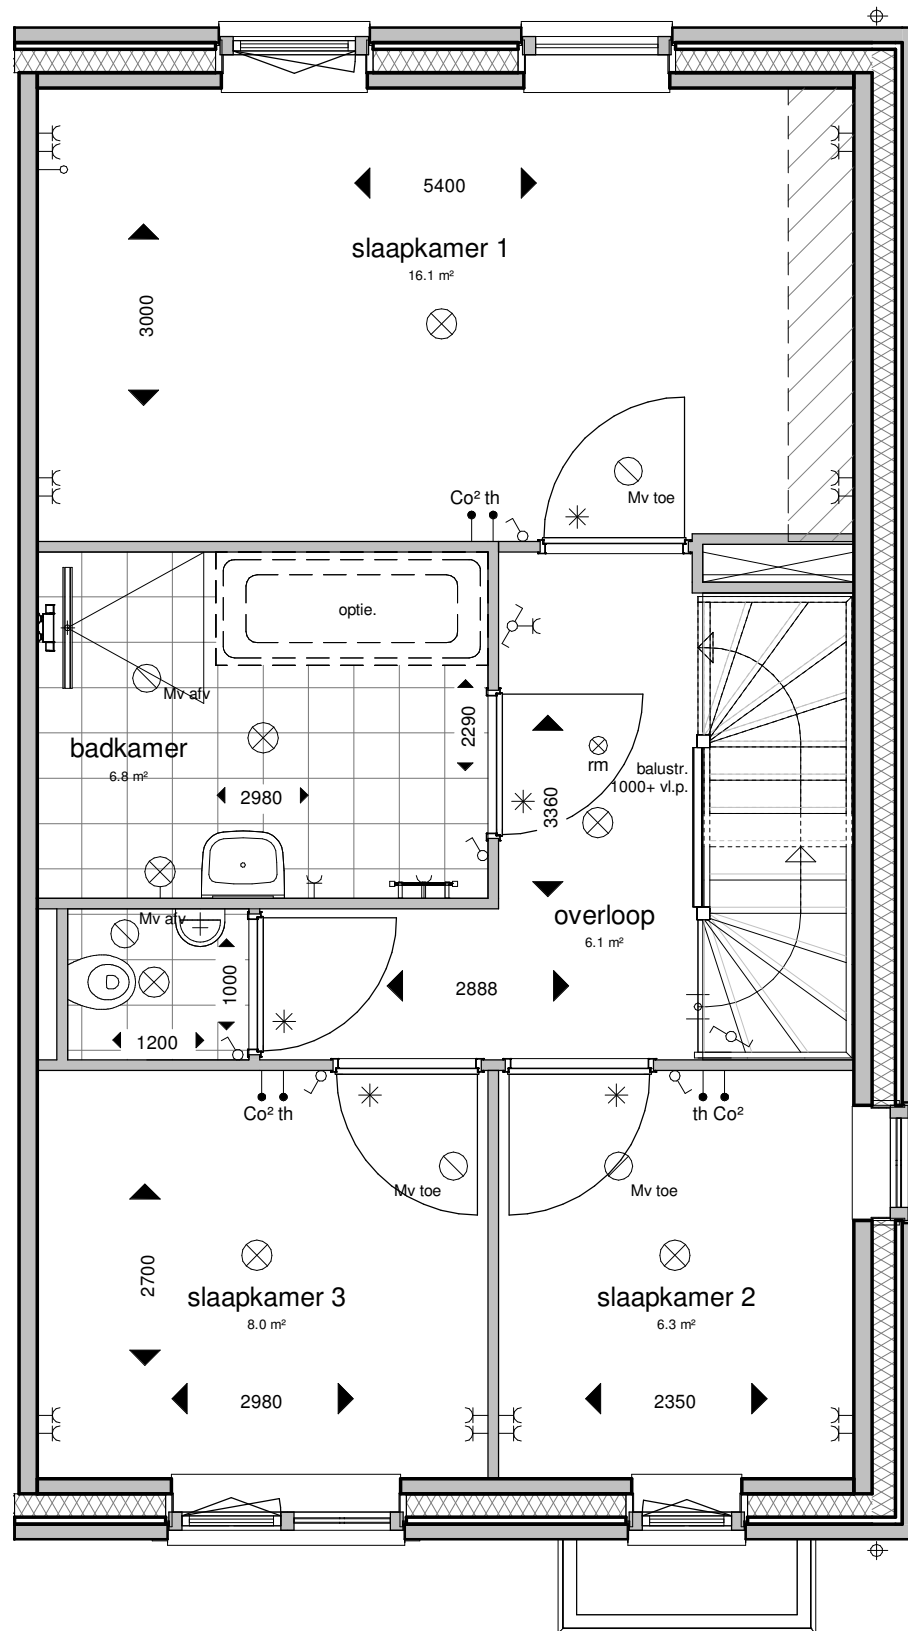 5400
slaapkamer 1
16.1 m²
3000
Co² th
Mv toe
optie.
Mv afv
2290
badkamer
6.8 m²
2980
rm
balustr.
1000+ vl.p.
3360
overloop
6.1 m²
Mv afv
1000
2888
1200
Co² th
th Co²
Mv toe
Mv toe
2700
slaapkamer 3
8.0 m²
slaapkamer 2
6.3 m²
2980
2350